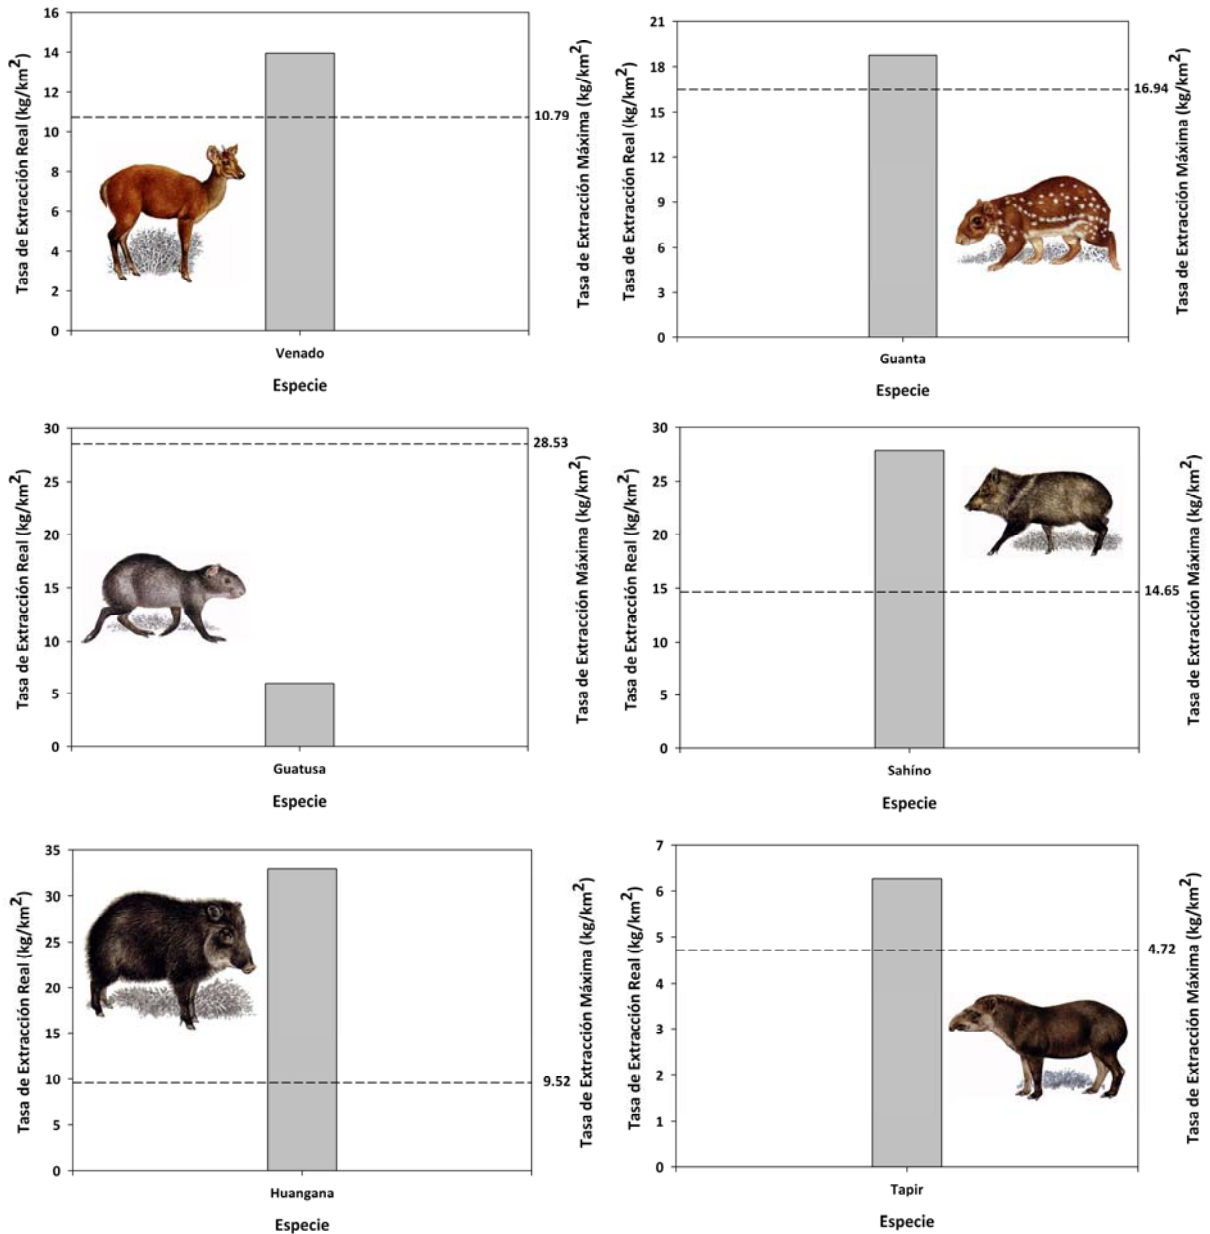 Tasa de Extracción Real (kg/km²)
16
14
12
10
8
6
4
2
0
10.79
Tasa de Extracción Máxima (kg/km²)
Venado
Especie
Tasa de Extracción Real (kg/km²)
21
18
15
12
9
6
3
0
16.94
Tasa de Extracción Máxima (kg/km²)
Guanta
Especie
Tasa de Extracción Real (kg/km²)
30
25
20
15
10
5
0
28.53
Tasa de Extracción Máxima (kg/km²)
Guatusa
Especie
Tasa de Extracción Real (kg/km²)
30
25
20
15
10
5
0
14.65
Tasa de Extracción Máxima (kg/km²)
Sahíno
Especie
Tasa de Extracción Real (kg/km²)
35
30
25
20
15
10
5
0
9.52
Tasa de Extracción Máxima (kg/km²)
Huangana
Especie
Tasa de Extracción Real (kg/km²)
7
6
5
4
3
2
1
0
4.72
Tasa de Extracción Máxima (kg/km²)
Tapir
Especie